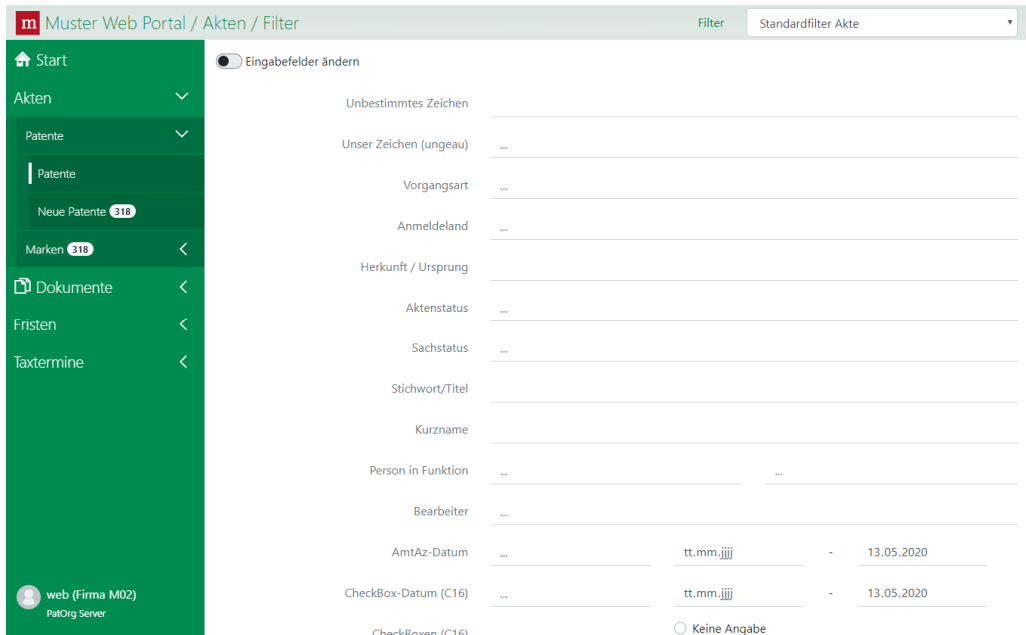 m Muster Web Portal / Akten / Filter
Filter
Standardfilter Akte
Start
Akten
Patente
Patente
Neue Patente 318
Marken 318
Dokumente
Fristen
Taxtermine
web (Firma M02)
PatOrg Server
Eingabefelder ändern
Unbestimmtes Zeichen
Unser Zeichen (ungeau) ...
Vorgangsart ...
Anmeldeland ...
Herkunft / Ursprung
Aktenstatus ...
Sachstatus ...
Stichwort/Titel
Kurzname
Person in Funktion ... ...
Bearbeiter ...
AmtAz-Datum ... tt.mm.jjjj - 13.05.2020
CheckBox-Datum (C16) ... tt.mm.jjjj - 13.05.2020
CheckBoxen (C16) Keine Angabe